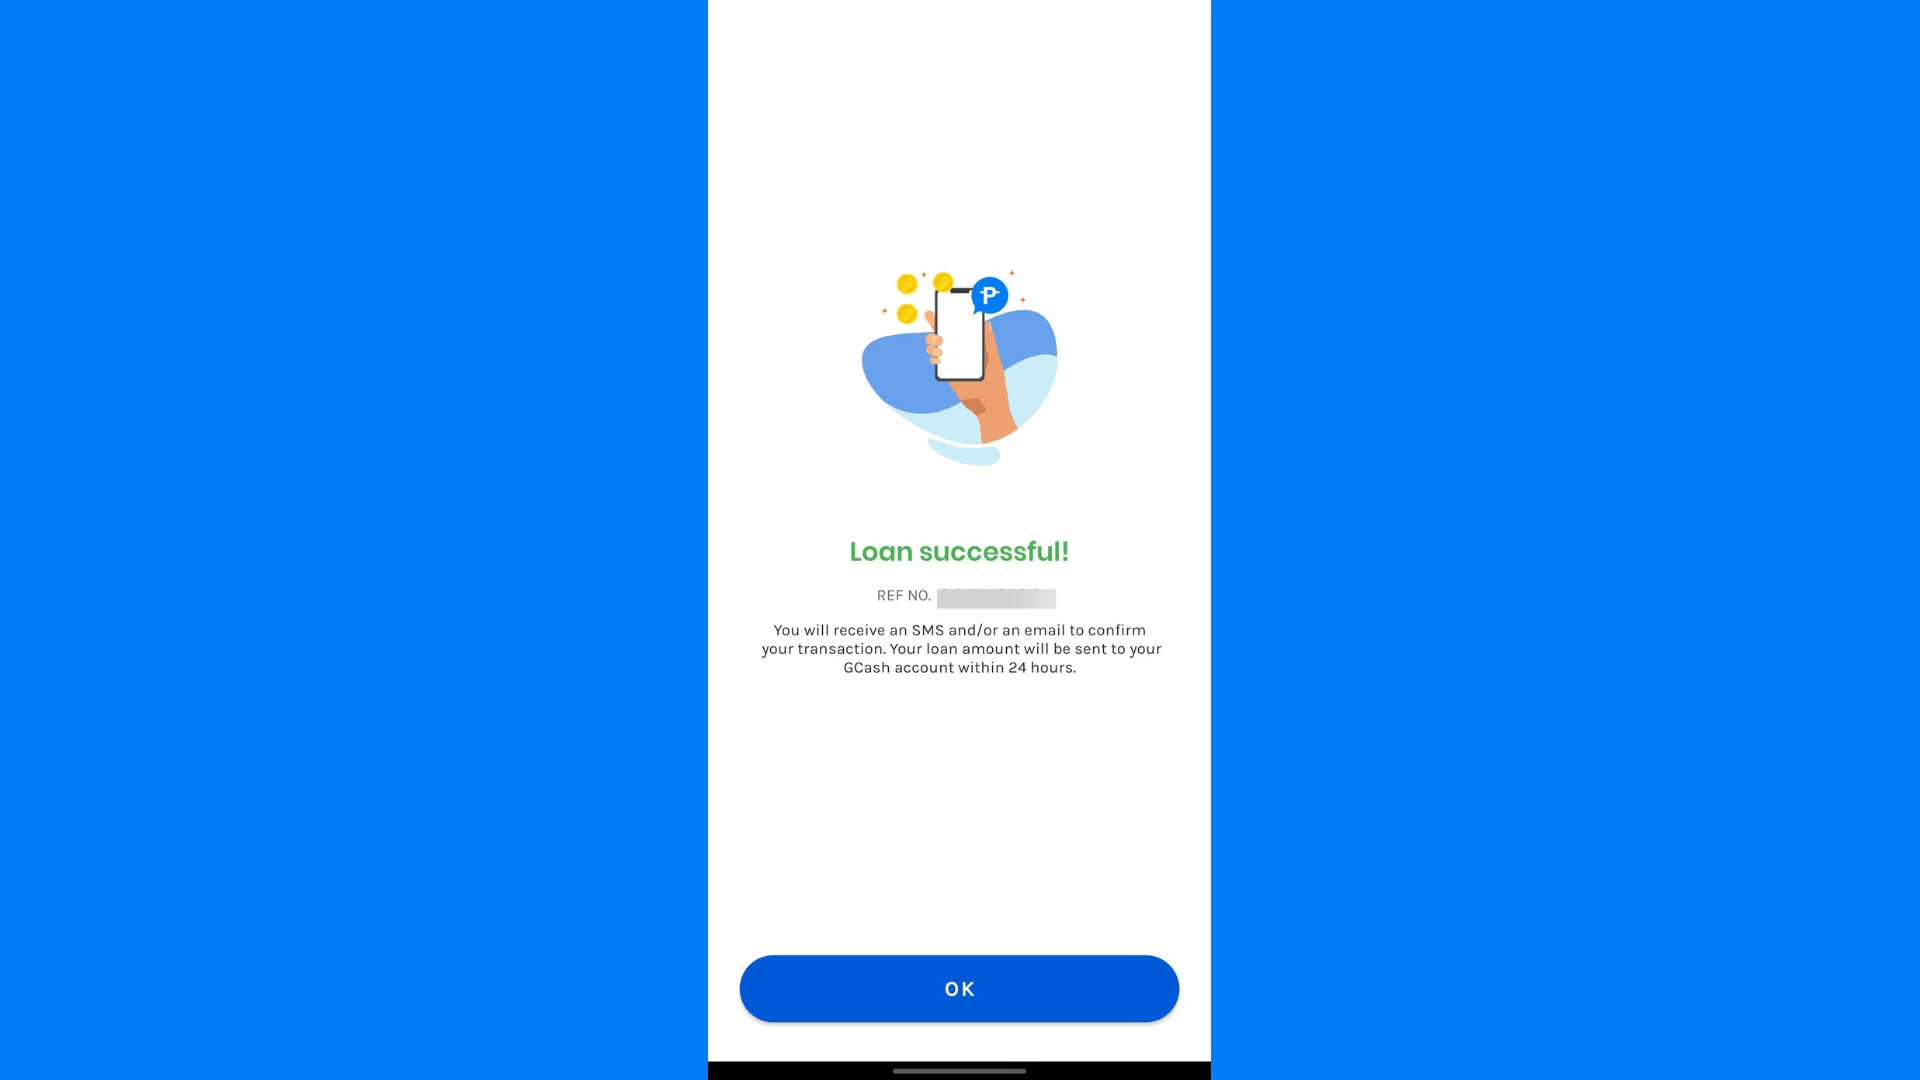 Loan successful!
REF NO.
You will receive an SMS and/or an email to confirm
your transaction. Your loan amount will be sent to your
GCash account within 24 hours.
OK